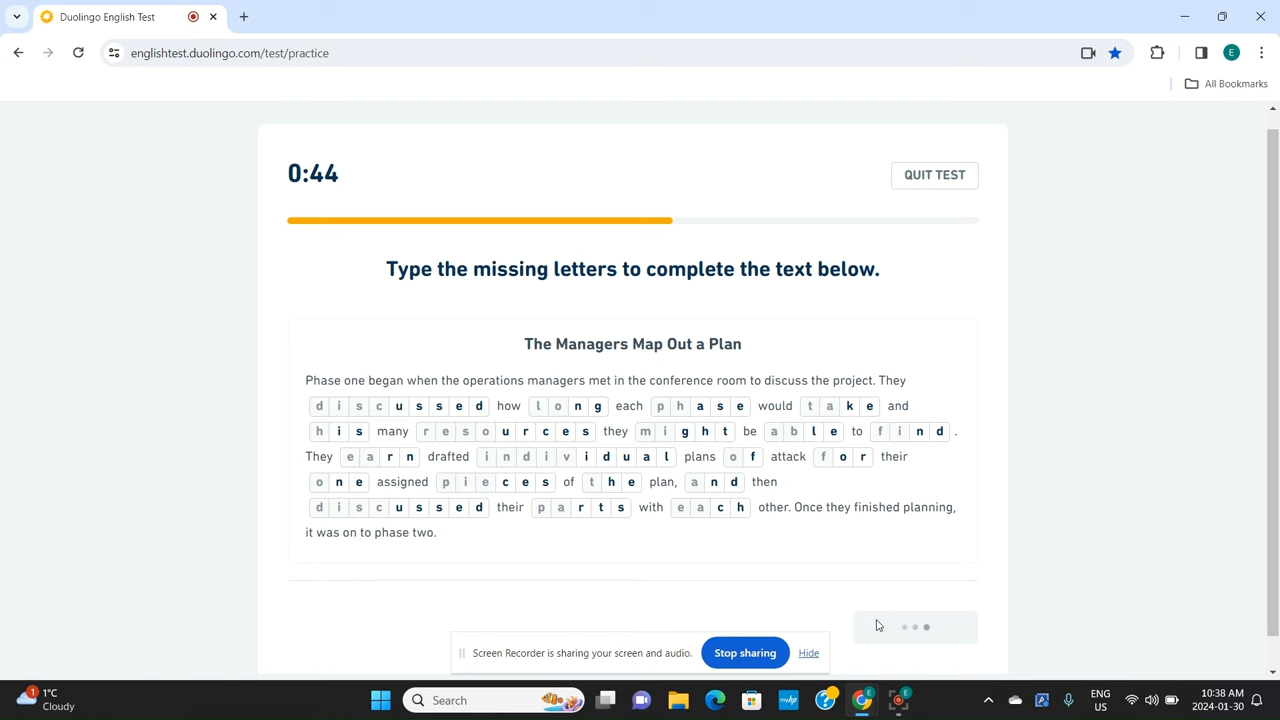 Duolingo English Test
englishtest.duolingo.com/test/practice
E
All Bookmarks
0:44
QUIT TEST
Type the missing letters to complete the text below.
The Managers Map Out a Plan
Phase one began when the operations managers met in the conference room to discuss the project. They
discussed how long each phase would take and
his many resources they might be able to find .
They earn drafted individual plans of attack for their
one assigned pieces of the plan, and then
discussed their parts with each other. Once they finished planning,
it was on to phase two.
Screen Recorder is sharing your screen and audio.
Stop sharing
Hide
1
1°C
Cloudy
Search
ENG
US
10:38 AM
2024-01-30